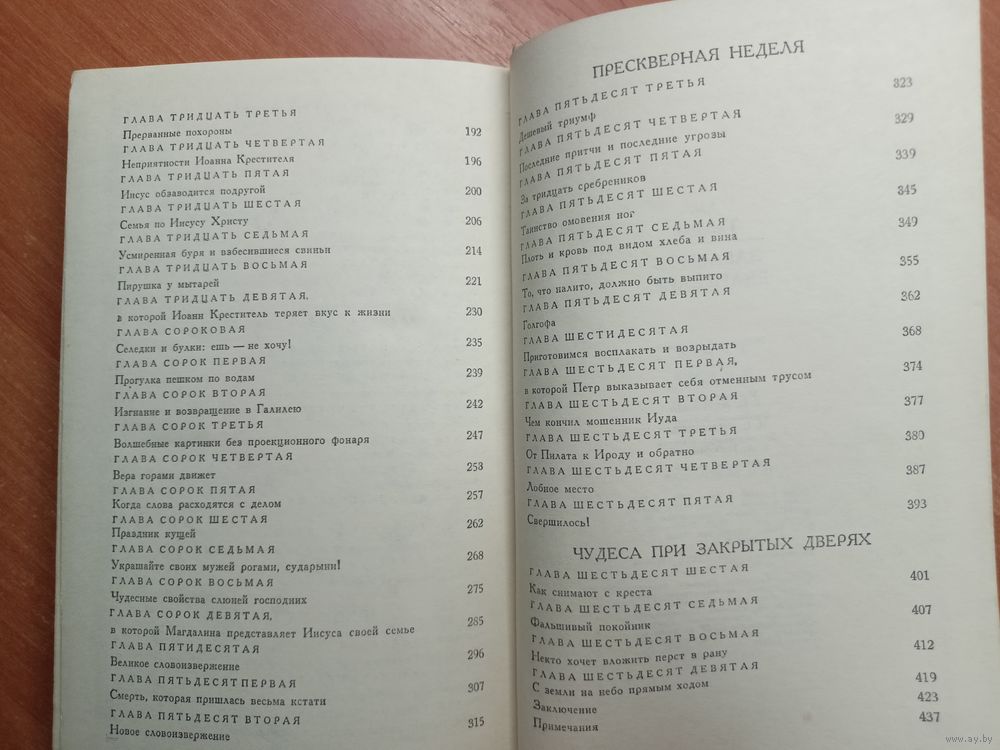 ГЛАВА ТРИДЦАТЬ ТРЕТЬЯ
Прерванные похороны 192
ГЛАВА ТРИДЦАТЬ ЧЕТВЕРТАЯ
Неприятности Иоанна Крестителя 196
ГЛАВА ТРИДЦАТЬ ПЯТАЯ
Иисус обзаводится подругой 200
ГЛАВА ТРИДЦАТЬ ШЕСТАЯ
Семья по Иисусу Христу 206
ГЛАВА ТРИДЦАТЬ СЕДЬМАЯ
Усмиренная буря и взбесившиеся свиньи 214
ГЛАВА ТРИДЦАТЬ ВОСЬМАЯ
Пирушка у мытарей 221
ГЛАВА ТРИДЦАТЬ ДЕВЯТАЯ,
в которой Иоанн Креститель теряет вкус к жизни 230
ГЛАВА СОРОКОВАЯ
Селедки и булки: ешь — не хочу! 235
ГЛАВА СОРОК ПЕРВАЯ
Прогулка пешком по водам 239
ГЛАВА СОРОК ВТОРАЯ
Изгнание и возвращение в Галилею 242
ГЛАВА СОРОК ТРЕТЬЯ
Волшебные картинки без проекционного фонаря 247
ГЛАВА СОРОК ЧЕТВЕРТАЯ
Вера горами движет 253
ГЛАВА СОРОК ПЯТАЯ
Когда слова расходятся с делом 257
ГЛАВА СОРОК ШЕСТАЯ
Праздник кущей 262
ГЛАВА СОРОК СЕДЬМАЯ
Украшайте своих мужей рогами, сударыни! 268
ГЛАВА СОРОК ВОСЬМАЯ
Чудесные свойства слюней господних 275
ГЛАВА СОРОК ДЕВЯТАЯ,
в которой Магдалина представляет Иисуса своей семье 285
ГЛАВА ПЯТИДЕСЯТАЯ
Великое словоизвержение 296
ГЛАВА ПЯТЬДЕСЯТ ПЕРВАЯ
Смерть, которая пришлась весьма кстати 307
ГЛАВА ПЯТЬДЕСЯТ ВТОРАЯ
Новое словоизвержение 315
ПРЕСКВЕРНАЯ НЕДЕЛЯ
ГЛАВА ПЯТЬДЕСЯТ ТРЕТЬЯ
Дешевый триумф 323
ГЛАВА ПЯТЬДЕСЯТ ЧЕТВЕРТАЯ
Последние притчи и последние угрозы 329
ГЛАВА ПЯТЬДЕСЯТ ПЯТАЯ
За тридцать сребреников 339
ГЛАВА ПЯТЬДЕСЯТ ШЕСТАЯ
Таинство омовения ног 345
ГЛАВА ПЯТЬДЕСЯТ СЕДЬМАЯ
Плоть и кровь под видом хлеба и вина 349
ГЛАВА ПЯТЬДЕСЯТ ВОСЬМАЯ
То, что налито, должно быть выпито 355
ГЛАВА ПЯТЬДЕСЯТ ДЕВЯТАЯ
Голгофа 362
ГЛАВА ШЕСТИДЕСЯТАЯ
Приготовимся восплакать и возрыдать 368
ГЛАВА ШЕСТЬДЕСЯТ ПЕРВАЯ,
в которой Петр выказывает себя отменным трусом 374
ГЛАВА ШЕСТЬДЕСЯТ ВТОРАЯ
Чем кончил мошенник Иуда 377
ГЛАВА ШЕСТЬДЕСЯТ ТРЕТЬЯ
От Пилата к Ироду и обратно 380
ГЛАВА ШЕСТЬДЕСЯТ ЧЕТВЕРТАЯ
Лобное место 387
ГЛАВА ШЕСТЬДЕСЯТ ПЯТАЯ
Свершилось! 393
ЧУДЕСА ПРИ ЗАКРЫТЫХ ДВЕРЯХ
ГЛАВА ШЕСТЬДЕСЯТ ШЕСТАЯ
Как снимают с креста 401
ГЛАВА ШЕСТЬДЕСЯТ СЕДЬМАЯ
Фальшивый покойник 407
ГЛАВА ШЕСТЬДЕСЯТ ВОСЬМАЯ
Некто хочет вложить перст в рану 412
ГЛАВА ШЕСТЬДЕСЯТ ДЕВЯТАЯ
С земли на небо прямым ходом 419
Заключение 423
Примечания 437
www.ay.by